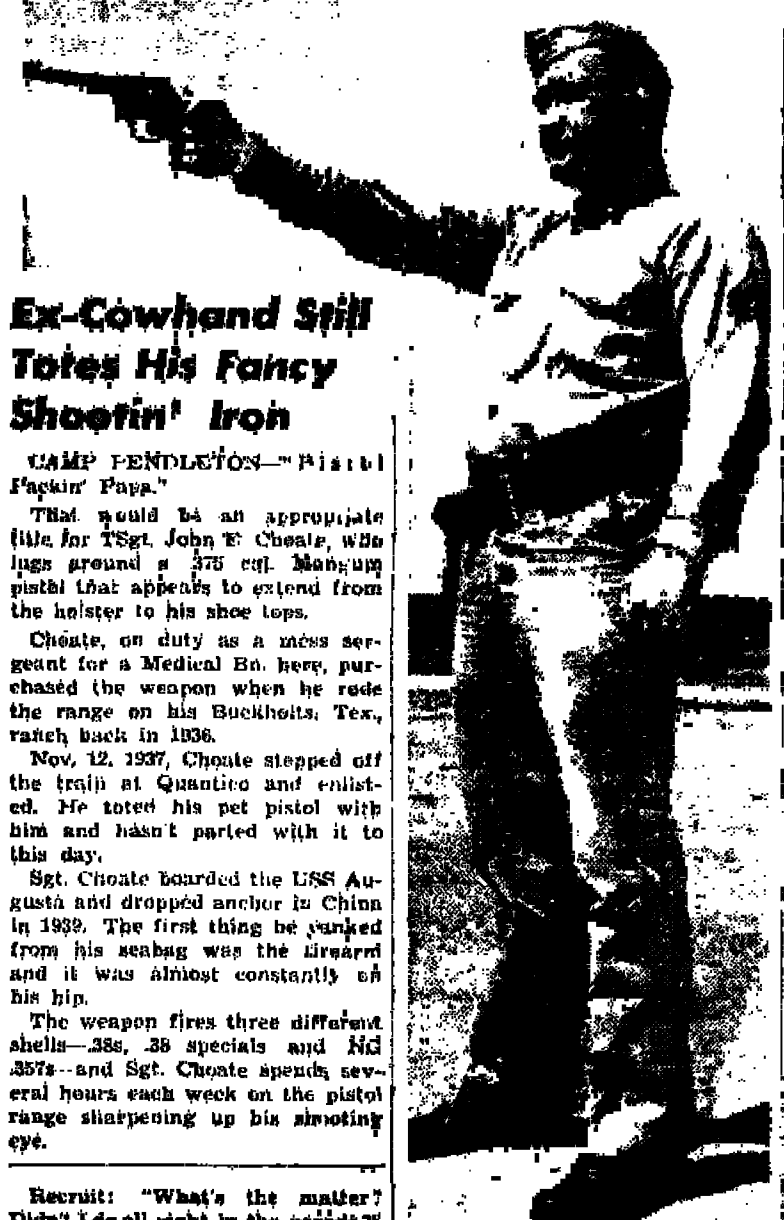 Ex-Cowhand Still
Totes His Fancy
Shootin' Iron
CAMP PENDLETON—"Pistol
Packin' Papa."
That would be an appropriate
title for TSgt. John E. Choate, who
lugs around a .375 cal. Mangum
pistol that appears to extend from
the holster to his shoe tops.
Choate, on duty as a mess ser-
geant for a Medical Bn. here, pur-
chased the weapon when he rode
the range on his Buckholts, Tex.,
ranch back in 1936.
Nov. 12, 1937, Choate stepped off
the train at Quantico and enlist-
ed. He toted his pet pistol with
him and hasn't parted with it to
this day.
Sgt. Choate boarded the USS Au-
gusta and dropped anchor in China
in 1939. The first thing he yanked
from his seabag was the firearm
and it was almost constantly on
his hip.
The weapon fires three different
shells—.38s, .38 specials and
.357s—and Sgt. Choate spends sev-
eral hours each week on the pistol
range sharpening up his shooting
eye.
Recruit: "What's the matter?
Didn't I do all right in the